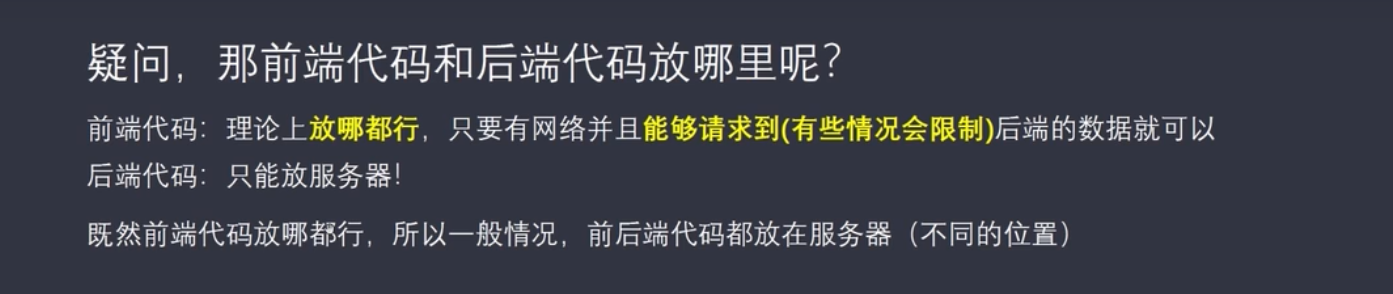 疑问，那前端代码和后端代码放哪里呢？
前端代码：理论上放哪都行，只要有网络并且能够请求到(有些情况会限制)后端的数据就可以
后端代码：只能放服务器！
既然前端代码放哪都行，所以一般情况，前后端代码都放在服务器（不同的位置）